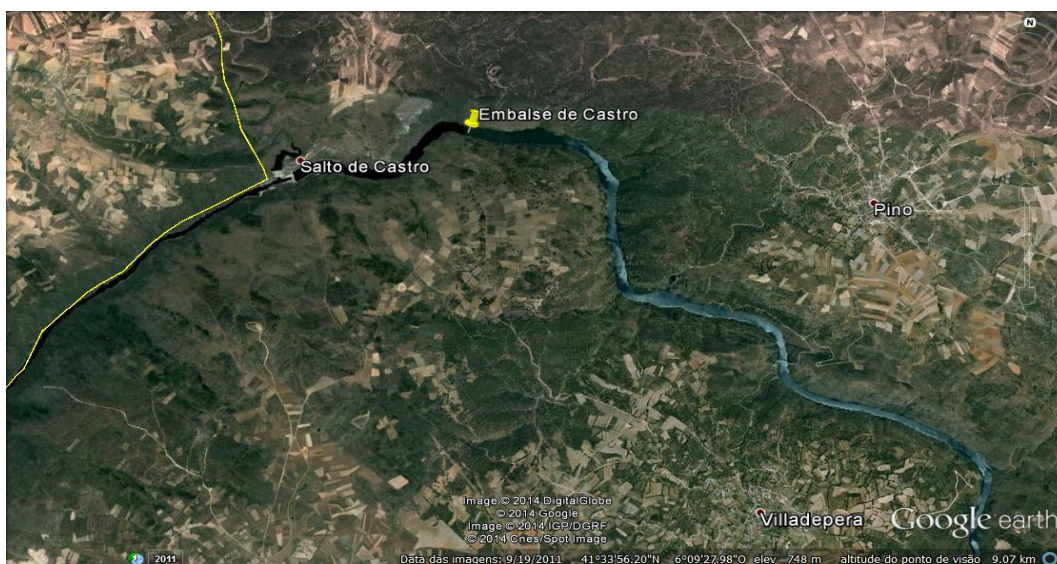 N
Embalse de Castro
Salto de Castro
Pino
Villadepera
Image © 2014 DigitalGlobe
© 2014 Google
Image © 2014 IGP/DGRF
© 2014 Cnes/Spot Image
Google earth
2011
Data das imagens: 9/19/2011 41°33'56.20"N 6°09'27.98"O elev 748 m altitude do ponto de visão 9.07 km